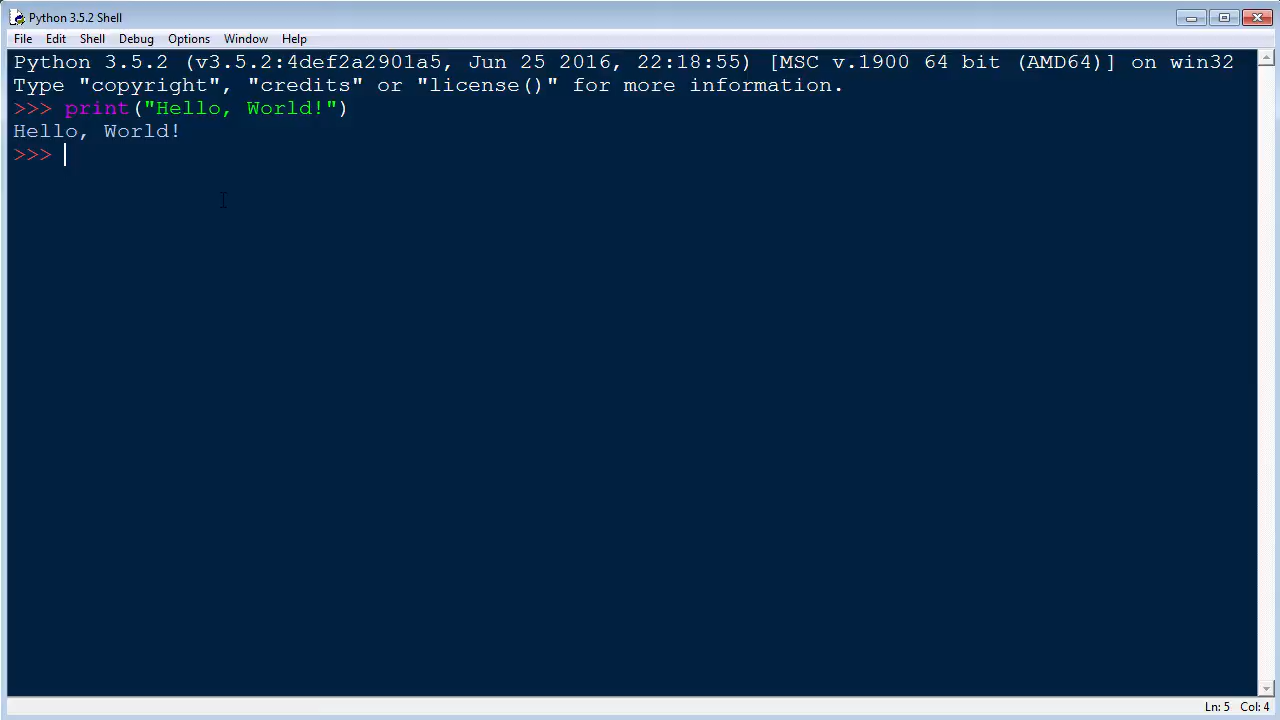 Python 3.5.2 Shell
File Edit Shell Debug Options Window Help
Python 3.5.2 (v3.5.2:4def2a2901a5, Jun 25 2016, 22:18:55) [MSC v.1900 64 bit (AMD64)] on win32
Type "copyright", "credits" or "license()" for more information.
>>> print("Hello, World!")
Hello, World!
>>>
Ln: 5 Col: 4